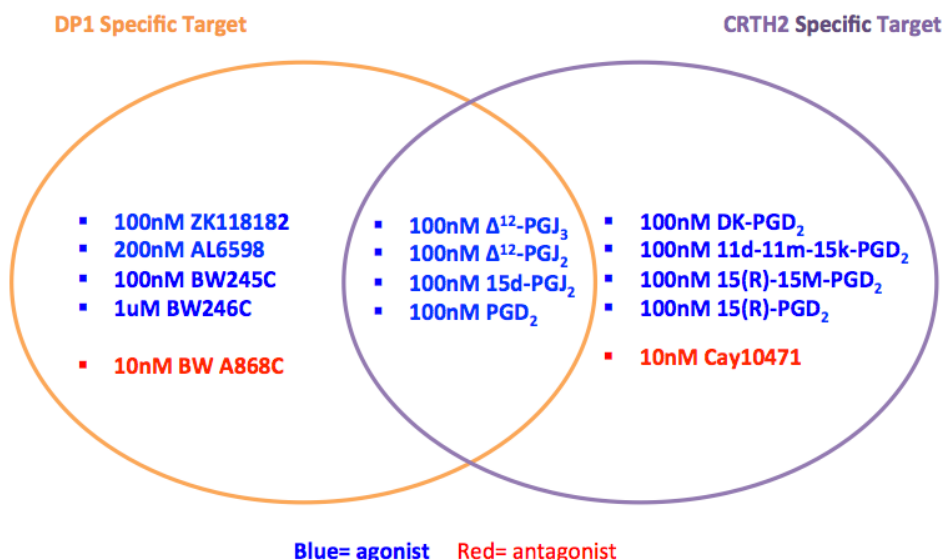 DP1 Specific Target
CRTH2 Specific Target
▪ 100nM ZK118182
▪ 200nM AL6598
▪ 100nM BW245C
▪ 1uM BW246C
▪ 10nM BW A868C
▪ 100nM Δ¹²-PGJ₃
▪ 100nM Δ¹²-PGJ₂
▪ 100nM 15d-PGJ₂
▪ 100nM PGD₂
▪ 100nM DK-PGD₂
▪ 100nM 11d-11m-15k-PGD₂
▪ 100nM 15(R)-15M-PGD₂
▪ 100nM 15(R)-PGD₂
▪ 10nM Cay10471
Blue= agonist Red= antagonist